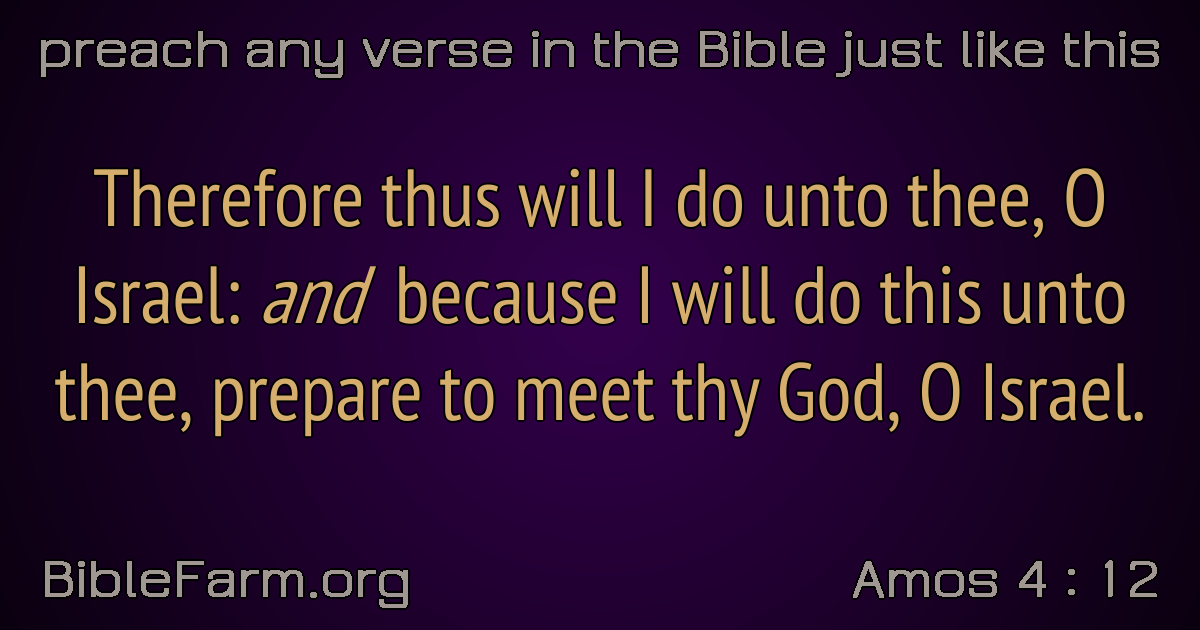 preach any verse in the Bible just like this
Therefore thus will I do unto thee, O
Israel: and because I will do this unto
thee, prepare to meet thy God, O Israel.
BibleFarm.org
Amos 4 : 12